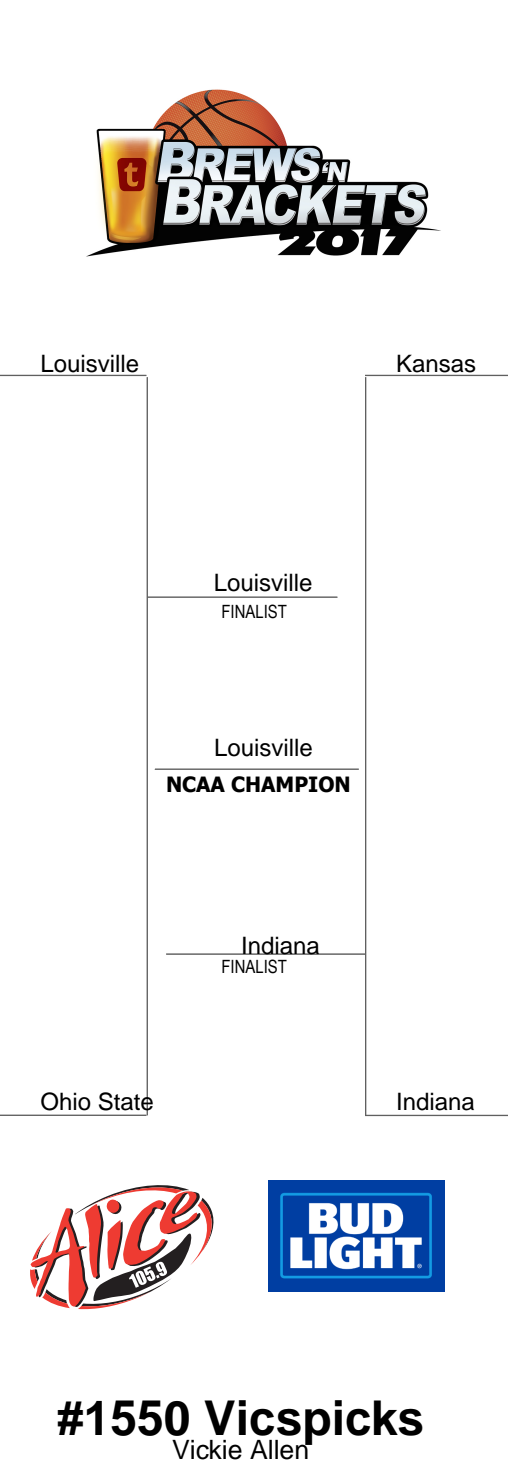 t
BREWS 'N
BRACKETS
2017
Louisville
Kansas
Louisville
FINALIST
Louisville
NCAA CHAMPION
Indiana
FINALIST
Ohio State
Indiana
Alice
105.9
BUD
LIGHT.
#1550 Vicspicks
Vickie Allen